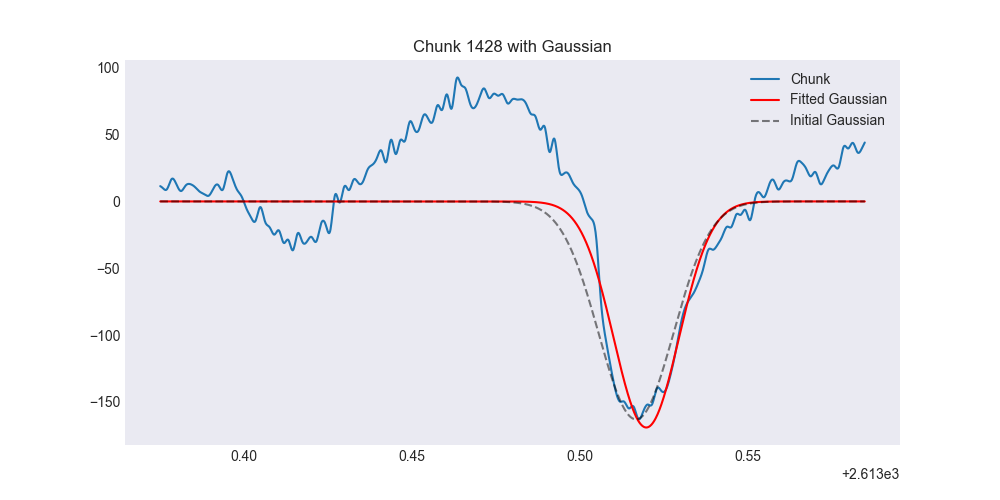 Chunk 1428 with Gaussian
100
50
0
−50
−100
−150
Chunk
Fitted Gaussian
Initial Gaussian
0.40
0.45
0.50
0.55
+2.613e3